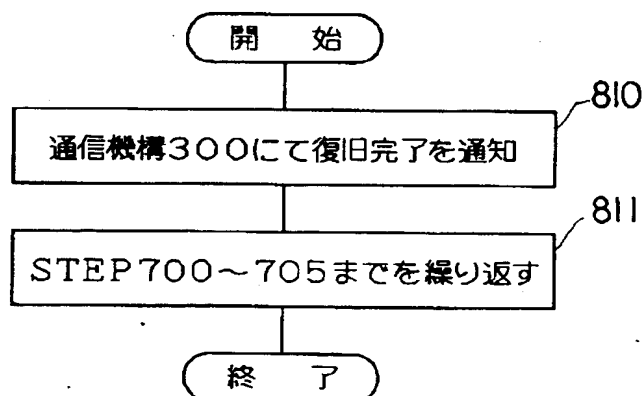 開 始
810
通信機構300にて復旧完了を通知
811
STEP700～705までを繰り返す
終 了